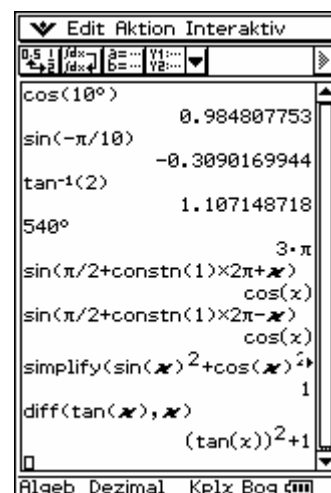 Edit Aktion Interaktiv
cos(10°)
0.984807753
sin(-π/10)
-0.3090169944
tan⁻¹(2)
1.107148718
540°
3·π
sin(π/2+constn(1)×2π+x)
cos(x)
sin(π/2+constn(1)×2π-x)
cos(x)
simplify(sin(x)²+cos(x)²
1
diff(tan(x),x)
(tan(x))²+1
Algeb Dezimal Kplx Bog